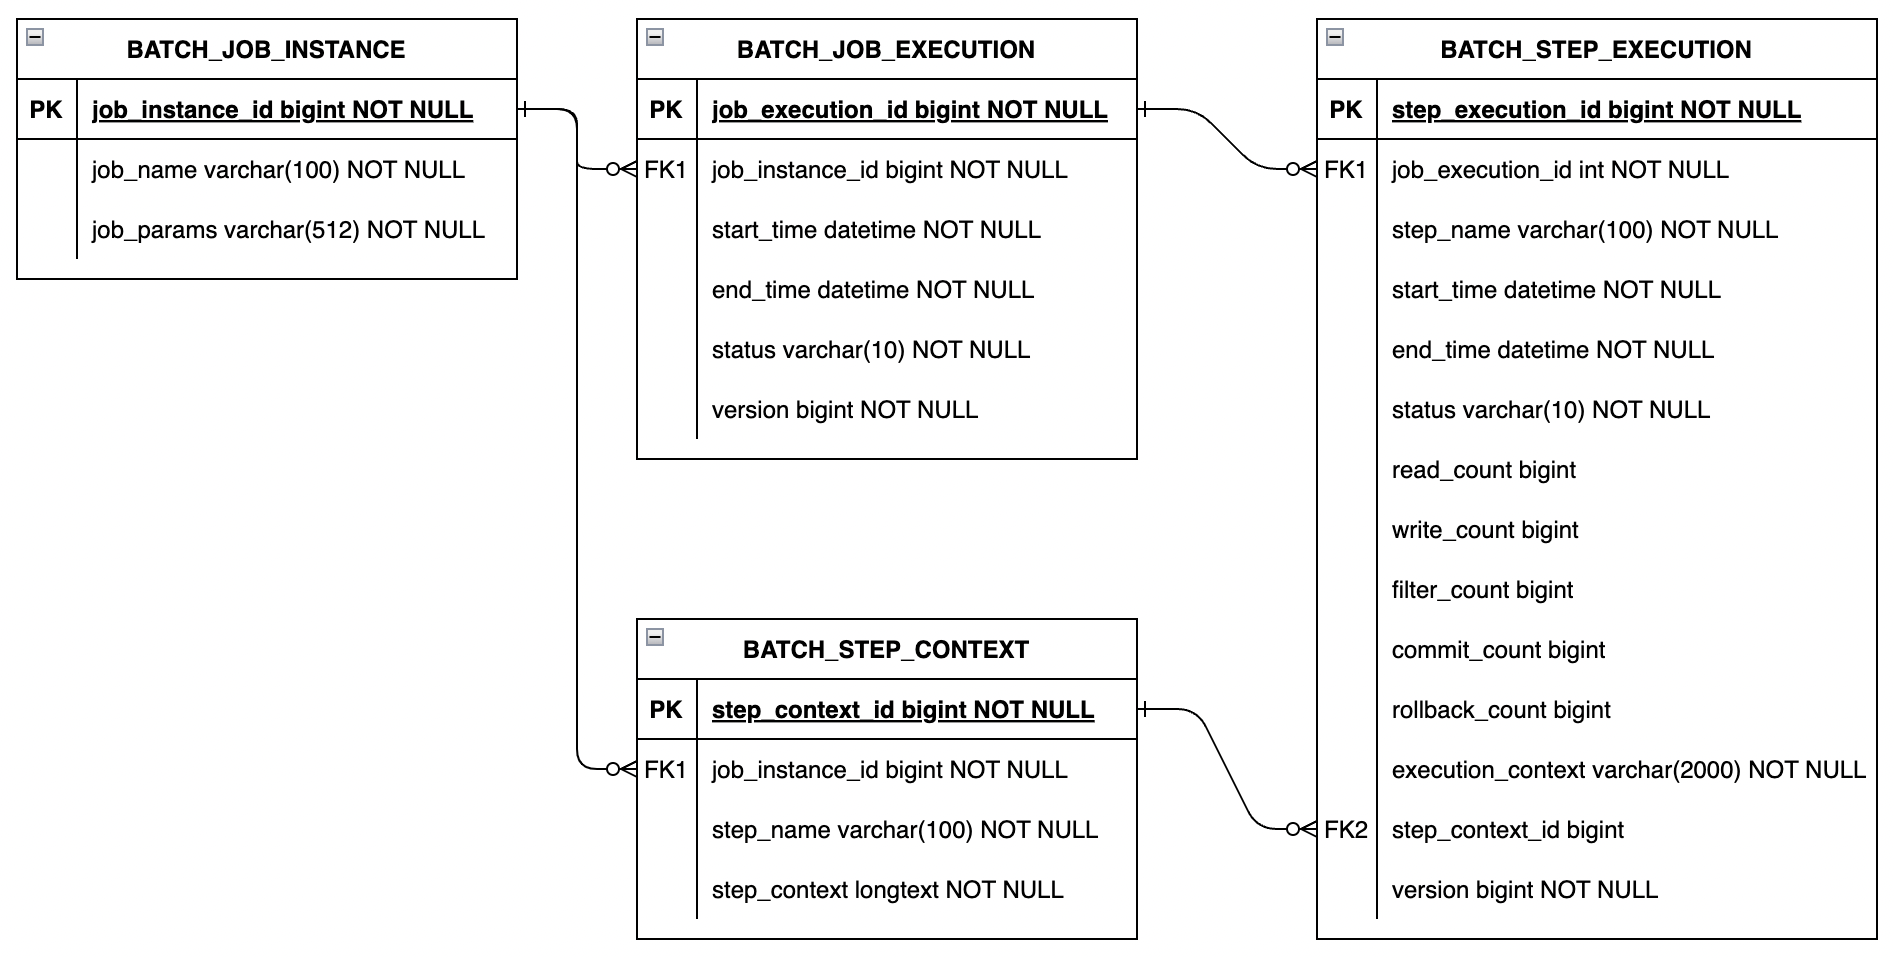 BATCH_JOB_INSTANCE
PK job_instance_id bigint NOT NULL
job_name varchar(100) NOT NULL
job_params varchar(512) NOT NULL
BATCH_JOB_EXECUTION
PK job_execution_id bigint NOT NULL
FK1 job_instance_id bigint NOT NULL
start_time datetime NOT NULL
end_time datetime NOT NULL
status varchar(10) NOT NULL
version bigint NOT NULL
BATCH_STEP_CONTEXT
PK step_context_id bigint NOT NULL
FK1 job_instance_id bigint NOT NULL
step_name varchar(100) NOT NULL
step_context longtext NOT NULL
BATCH_STEP_EXECUTION
PK step_execution_id bigint NOT NULL
FK1 job_execution_id int NOT NULL
step_name varchar(100) NOT NULL
start_time datetime NOT NULL
end_time datetime NOT NULL
status varchar(10) NOT NULL
read_count bigint
write_count bigint
filter_count bigint
commit_count bigint
rollback_count bigint
execution_context varchar(2000) NOT NULL
FK2 step_context_id bigint
version bigint NOT NULL